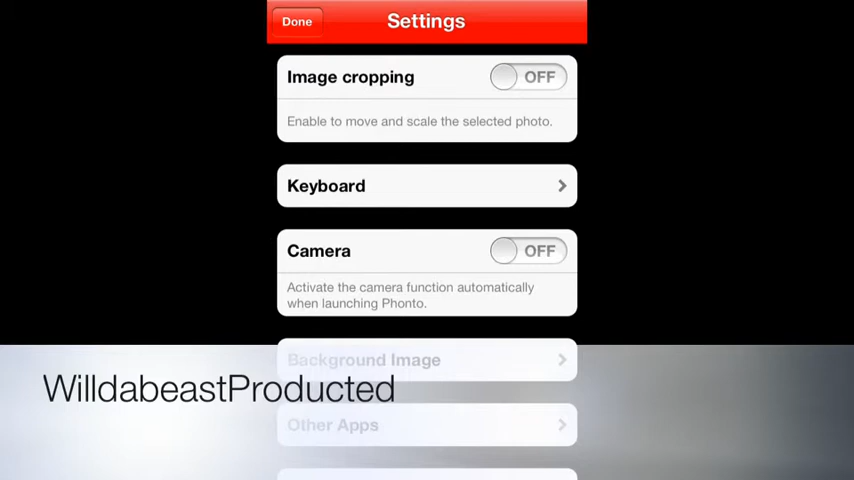 Done
Settings
Image cropping
OFF
Enable to move and scale the selected photo.
Keyboard
Camera
OFF
Activate the camera function automatically
when launching Phonto.
Background Image
WilldabeastProducted
Other Apps